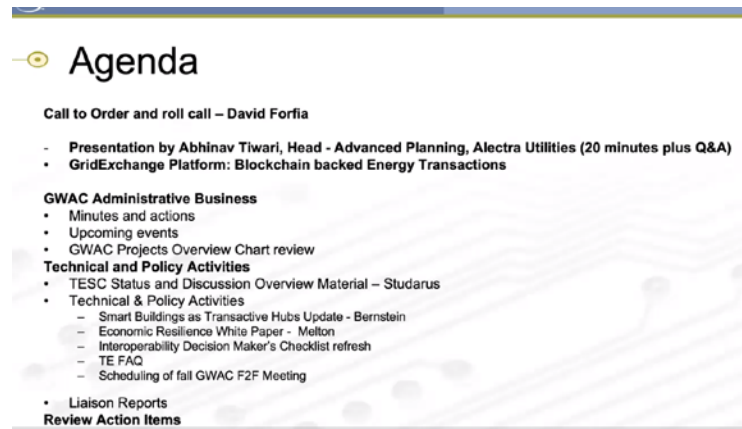 Agenda
Call to Order and roll call – David Forfia
- Presentation by Abhinav Tiwari, Head - Advanced Planning, Alectra Utilities (20 minutes plus Q&A)
• GridExchange Platform: Blockchain backed Energy Transactions
GWAC Administrative Business
• Minutes and actions
• Upcoming events
• GWAC Projects Overview Chart review
Technical and Policy Activities
• TESC Status and Discussion Overview Material – Studarus
• Technical & Policy Activities
– Smart Buildings as Transactive Hubs Update - Bernstein
– Economic Resilience White Paper - Melton
– Interoperability Decision Maker's Checklist refresh
– TE FAQ
– Scheduling of fall GWAC F2F Meeting
• Liaison Reports
Review Action Items